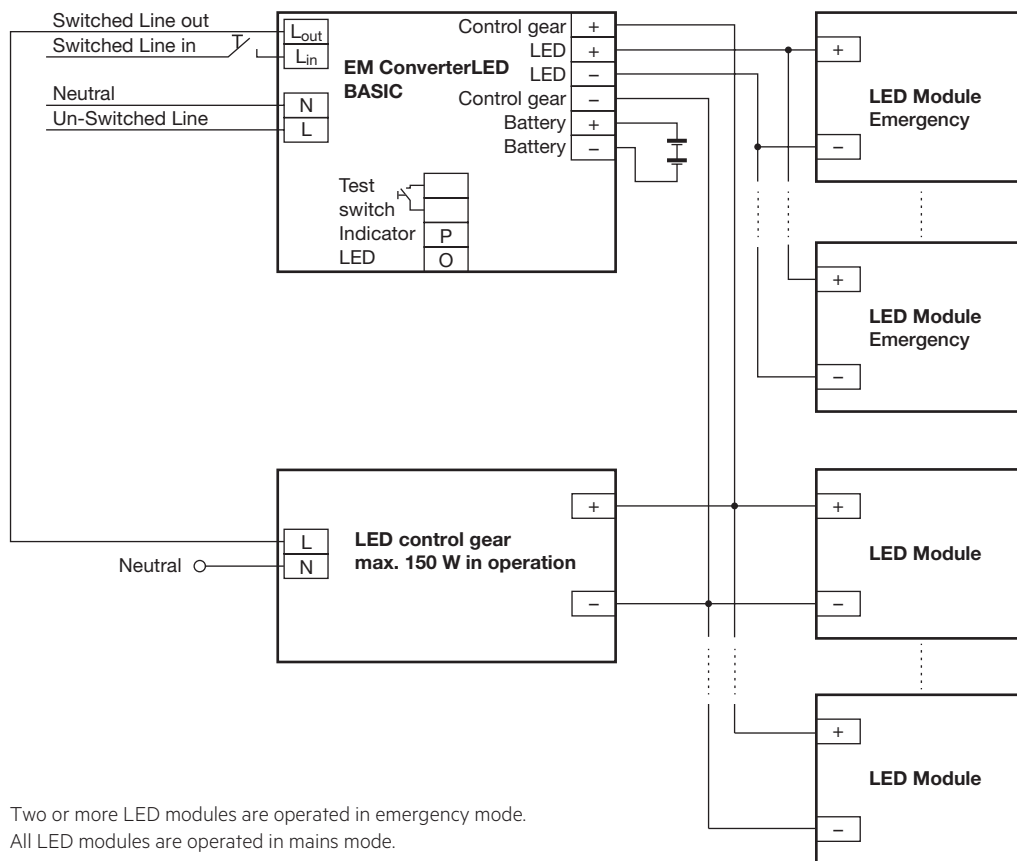 Switched Line out
Switched Line in
Neutral
Un-Switched Line
Lout
Lin
N
L
EM ConverterLED
BASIC
Control gear +
LED +
LED –
Control gear –
Battery +
Battery –
Test
switch
Indicator P
LED O
+
LED Module
Emergency
–
+
LED Module
Emergency
–
Neutral
L
N
LED control gear
max. 150 W in operation
+
–
+
LED Module
–
+
LED Module
–
Two or more LED modules are operated in emergency mode.
All LED modules are operated in mains mode.